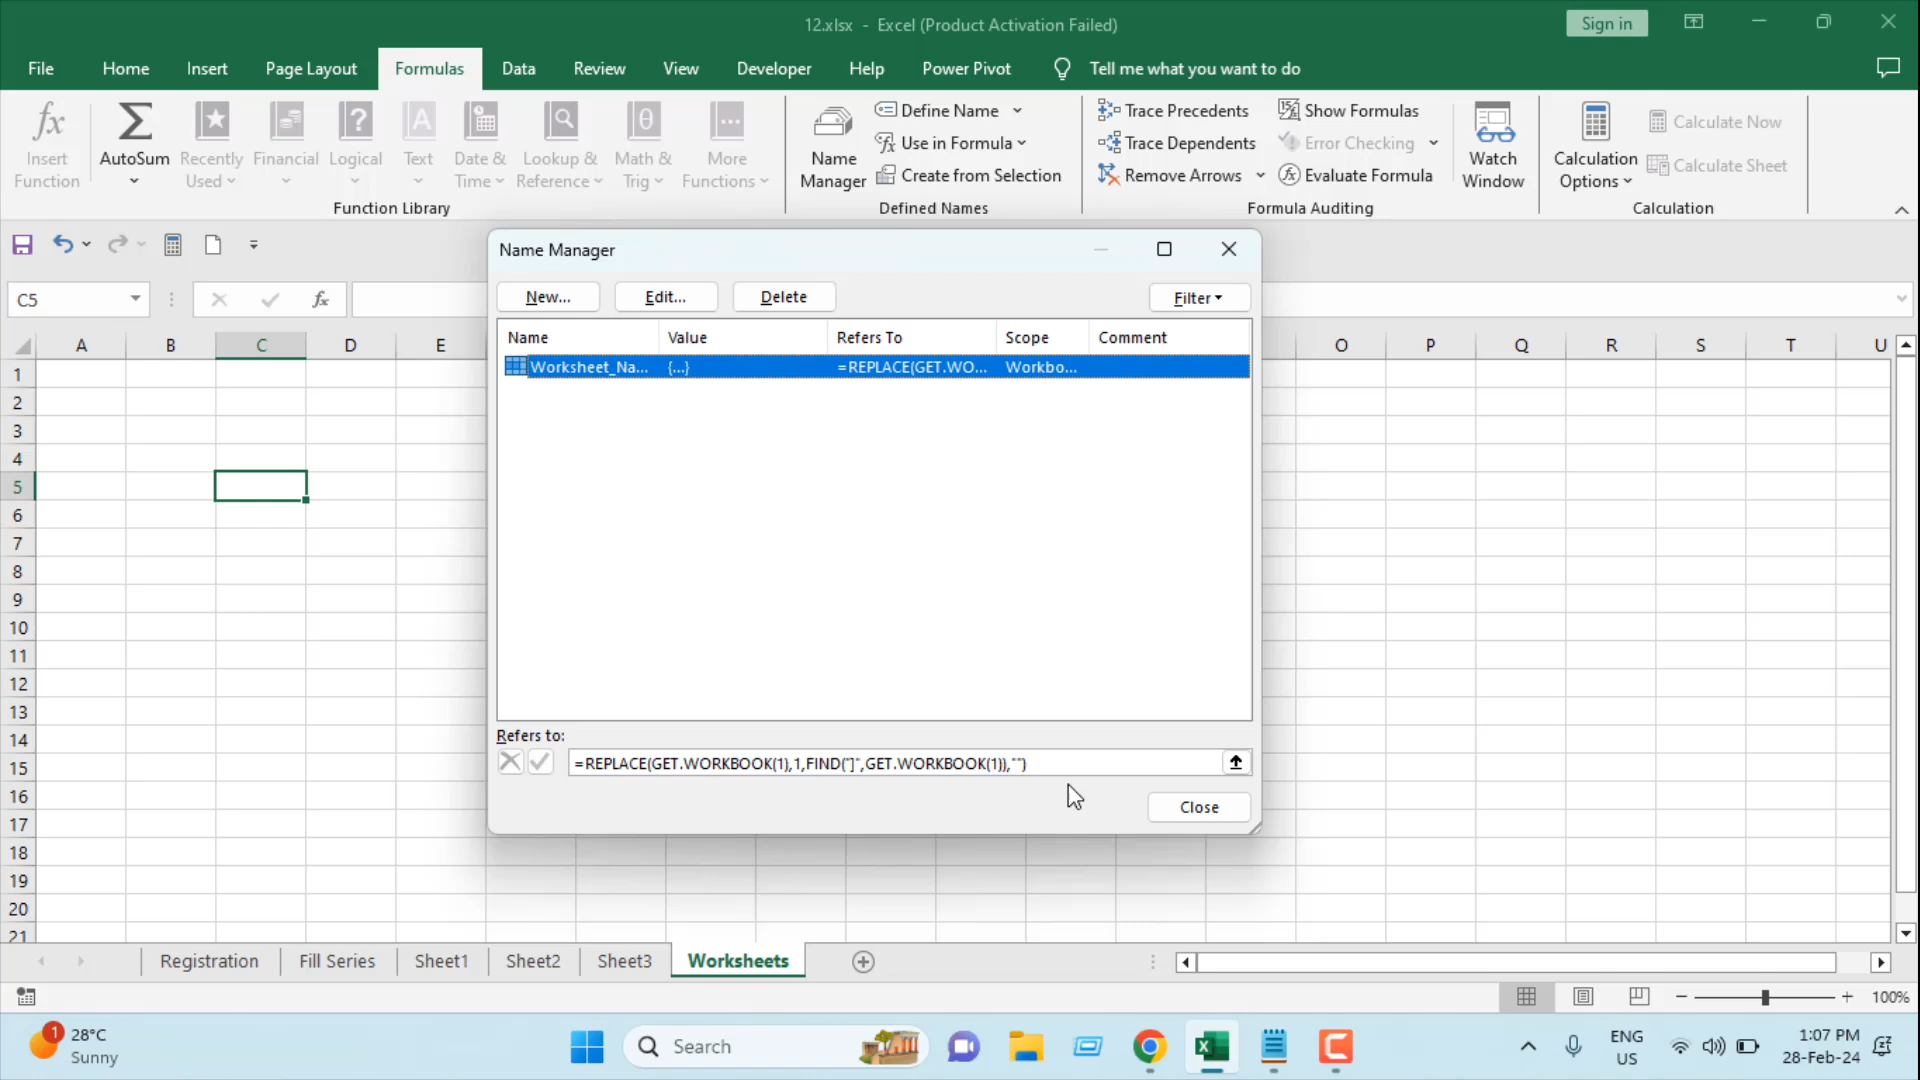 12.xlsx - Excel (Product Activation Failed)
Sign in
File Home Insert Page Layout Formulas Data Review View Developer Help Power Pivot Tell me what you want to do
Insert Function
AutoSum
Recently Used
Financial
Logical
Text
Date & Time
Lookup & Reference
Math & Trig
More Functions
Function Library
Name Manager
Define Name
Use in Formula
Create from Selection
Defined Names
Trace Precedents
Trace Dependents
Remove Arrows
Show Formulas
Error Checking
Evaluate Formula
Formula Auditing
Watch Window
Calculation Options
Calculate Now
Calculate Sheet
Calculation
C5
fx
A B C D E O P Q R S T U
1
2
3
4
5
6
7
8
9
10
11
12
13
14
15
16
17
18
19
20
21
Name Manager
New... Edit... Delete Filter
Name Value Refers To Scope Comment
Worksheet_Na... {...} =REPLACE(GET.WO... Workbo...
Refers to:
=REPLACE(GET.WORKBOOK(1),1,FIND("]",GET.WORKBOOK(1)),"")
Close
Registration Fill Series Sheet1 Sheet2 Sheet3 Worksheets
100%
1
28°C
Sunny
Search
ENG
US
1:07 PM
28-Feb-24